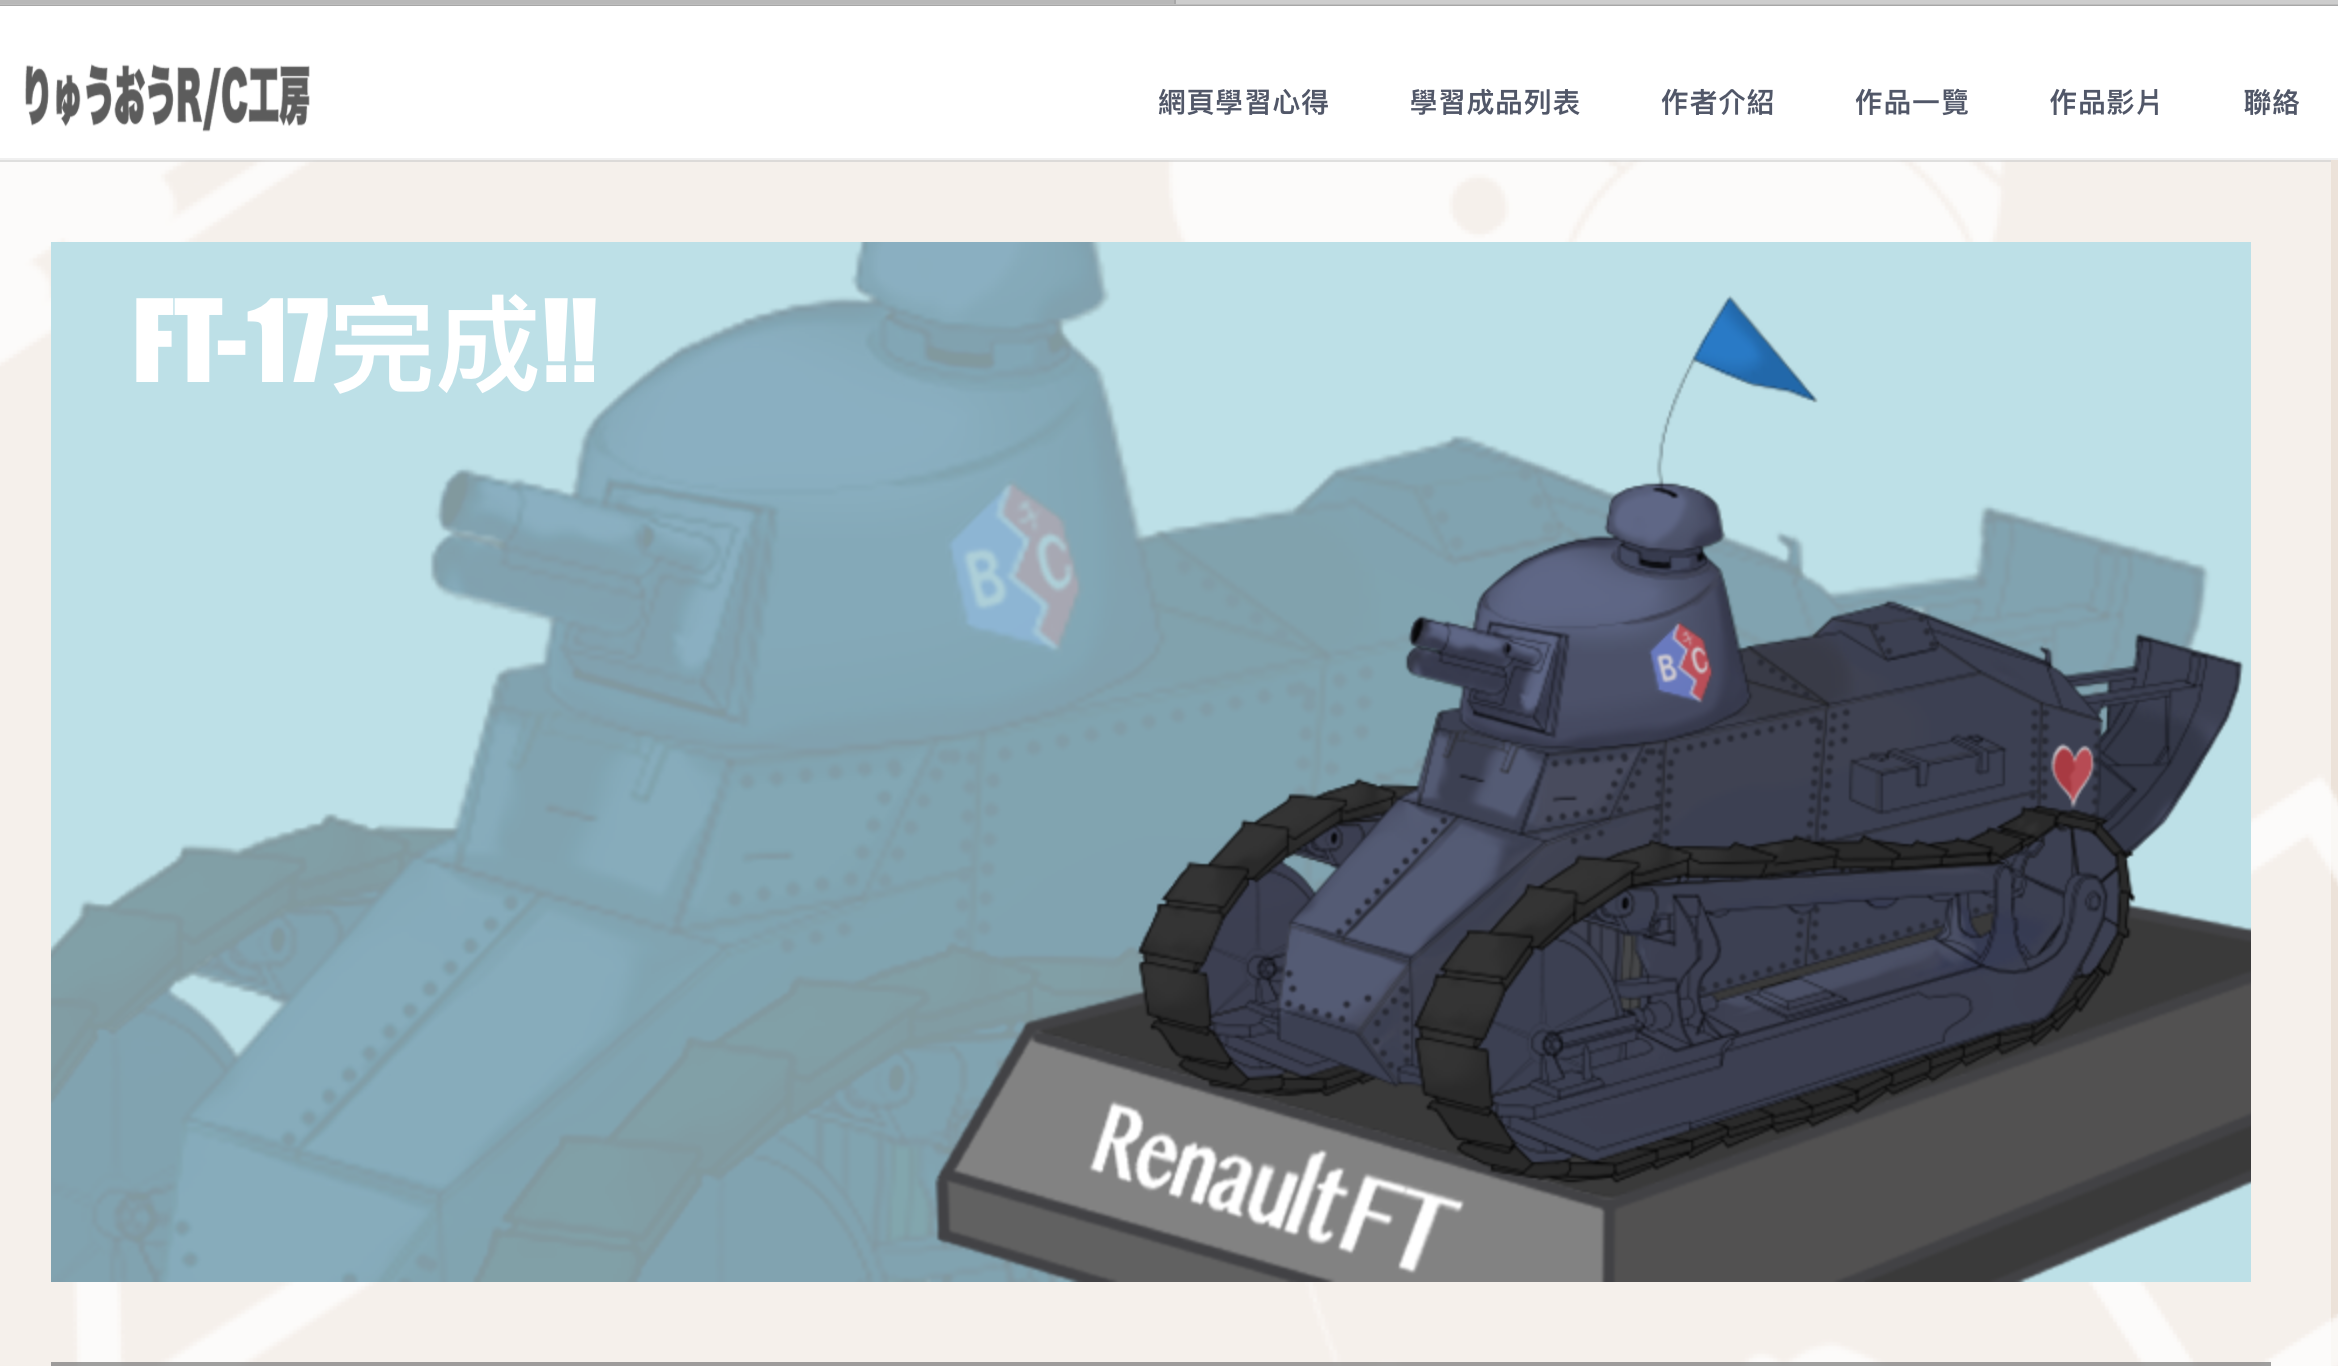 りゅうおうR/C工房
網頁學習心得
學習成品列表
作者介紹
作品一覽
作品影片
聯絡
FT-17完成!!
B C
B C
Renault FT